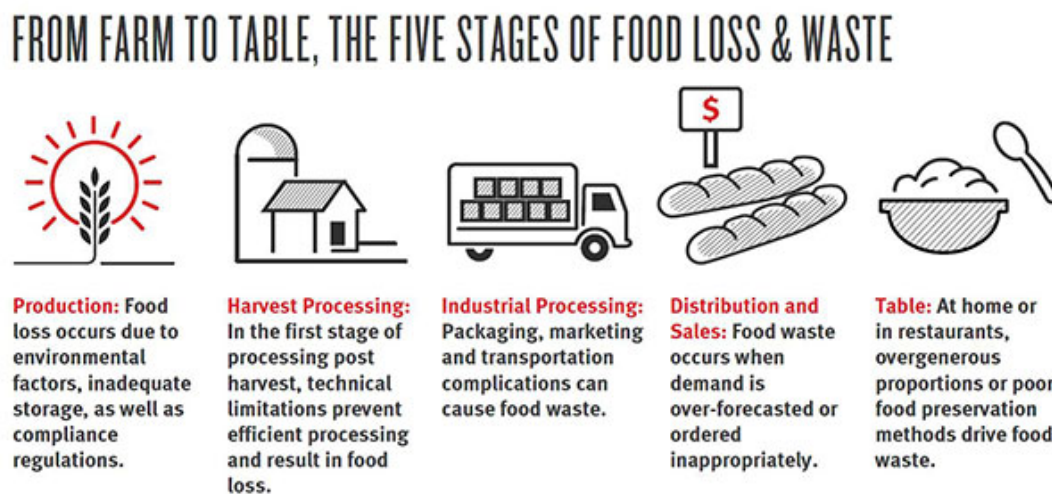 FROM FARM TO TABLE, THE FIVE STAGES OF FOOD LOSS & WASTE
$
Production: Food
loss occurs due to
environmental
factors, inadequate
storage, as well as
compliance
regulations.
Harvest Processing:
In the first stage of
processing post
harvest, technical
limitations prevent
efficient processing
and result in food
loss.
Industrial Processing:
Packaging, marketing
and transportation
complications can
cause food waste.
Distribution and
Sales: Food waste
occurs when
demand is
over-forecasted or
ordered
inappropriately.
Table: At home or
in restaurants,
overgenerous
proportions or poor
food preservation
methods drive food
waste.